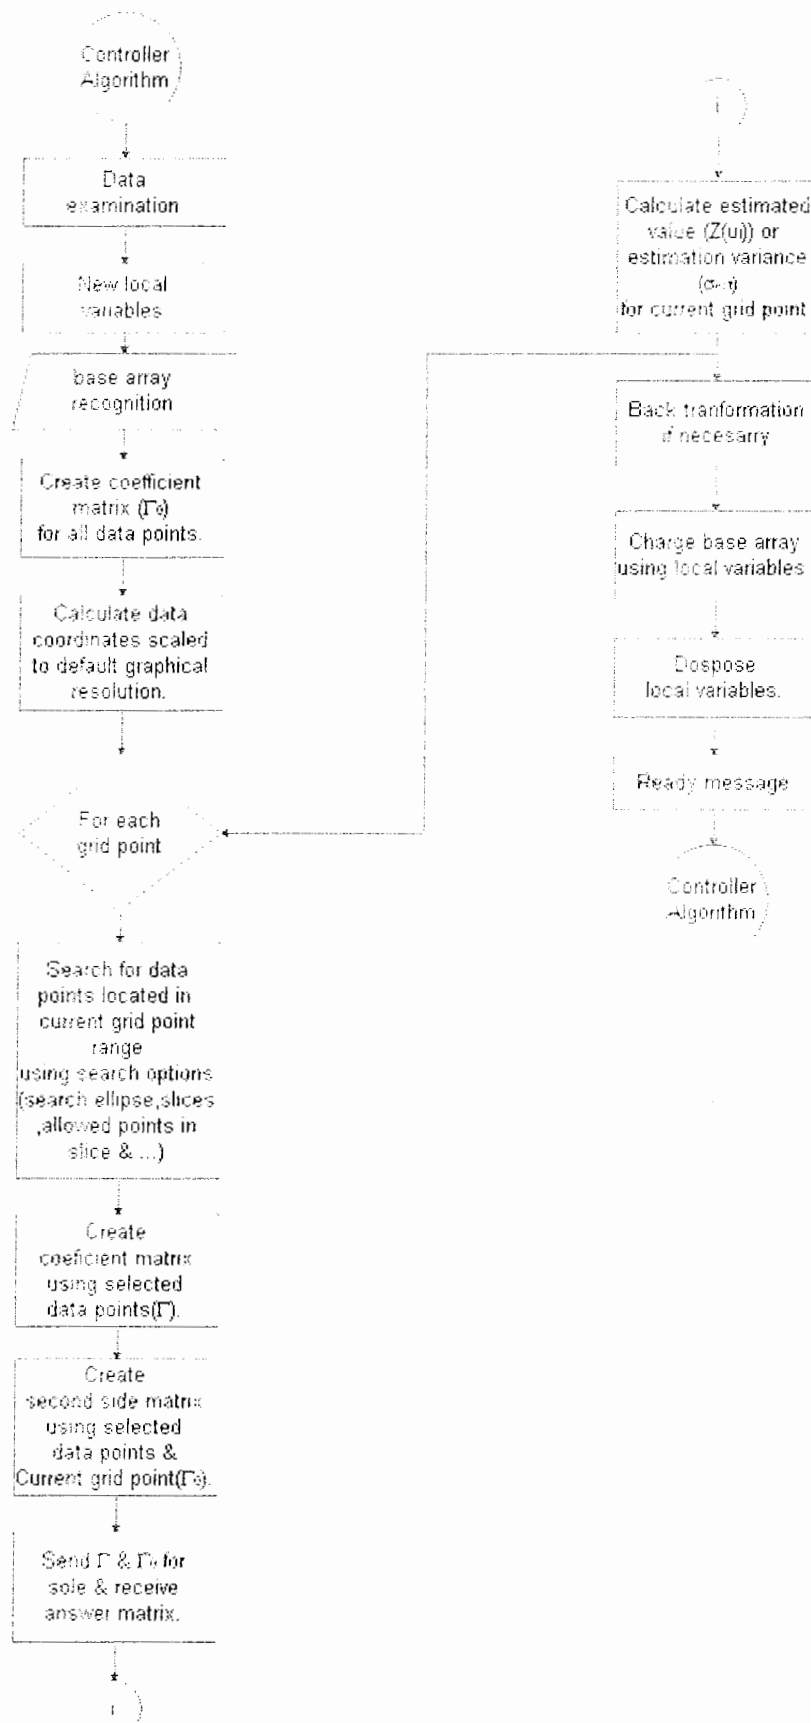 Controller
Algorithm
Data
examination
New local
variables
base array
recognition
Create coefficient
matrix (Γ₀)
for all data points.
Calculate data
coordinates scaled
to default graphical
resolution.
For each
grid point
Search for data
points located in
current grid point
range
using search options
(search ellipse,slices
,allowed points in
slice & ...)
Create
coeficient matrix
using selected
data points(Γ).
Create
second side matrix
using selected
data points &
Current grid point(Γ₀).
Send Γ & Γ₀ for
sole & receive
answer matrix.
Calculate estimated
value (Z(ui)) or
estimation variance
for current grid point
Back tranformation
if necesarry
Charge base array
using local variables
Dospose
local variables.
Ready message
Controller
Algorithm